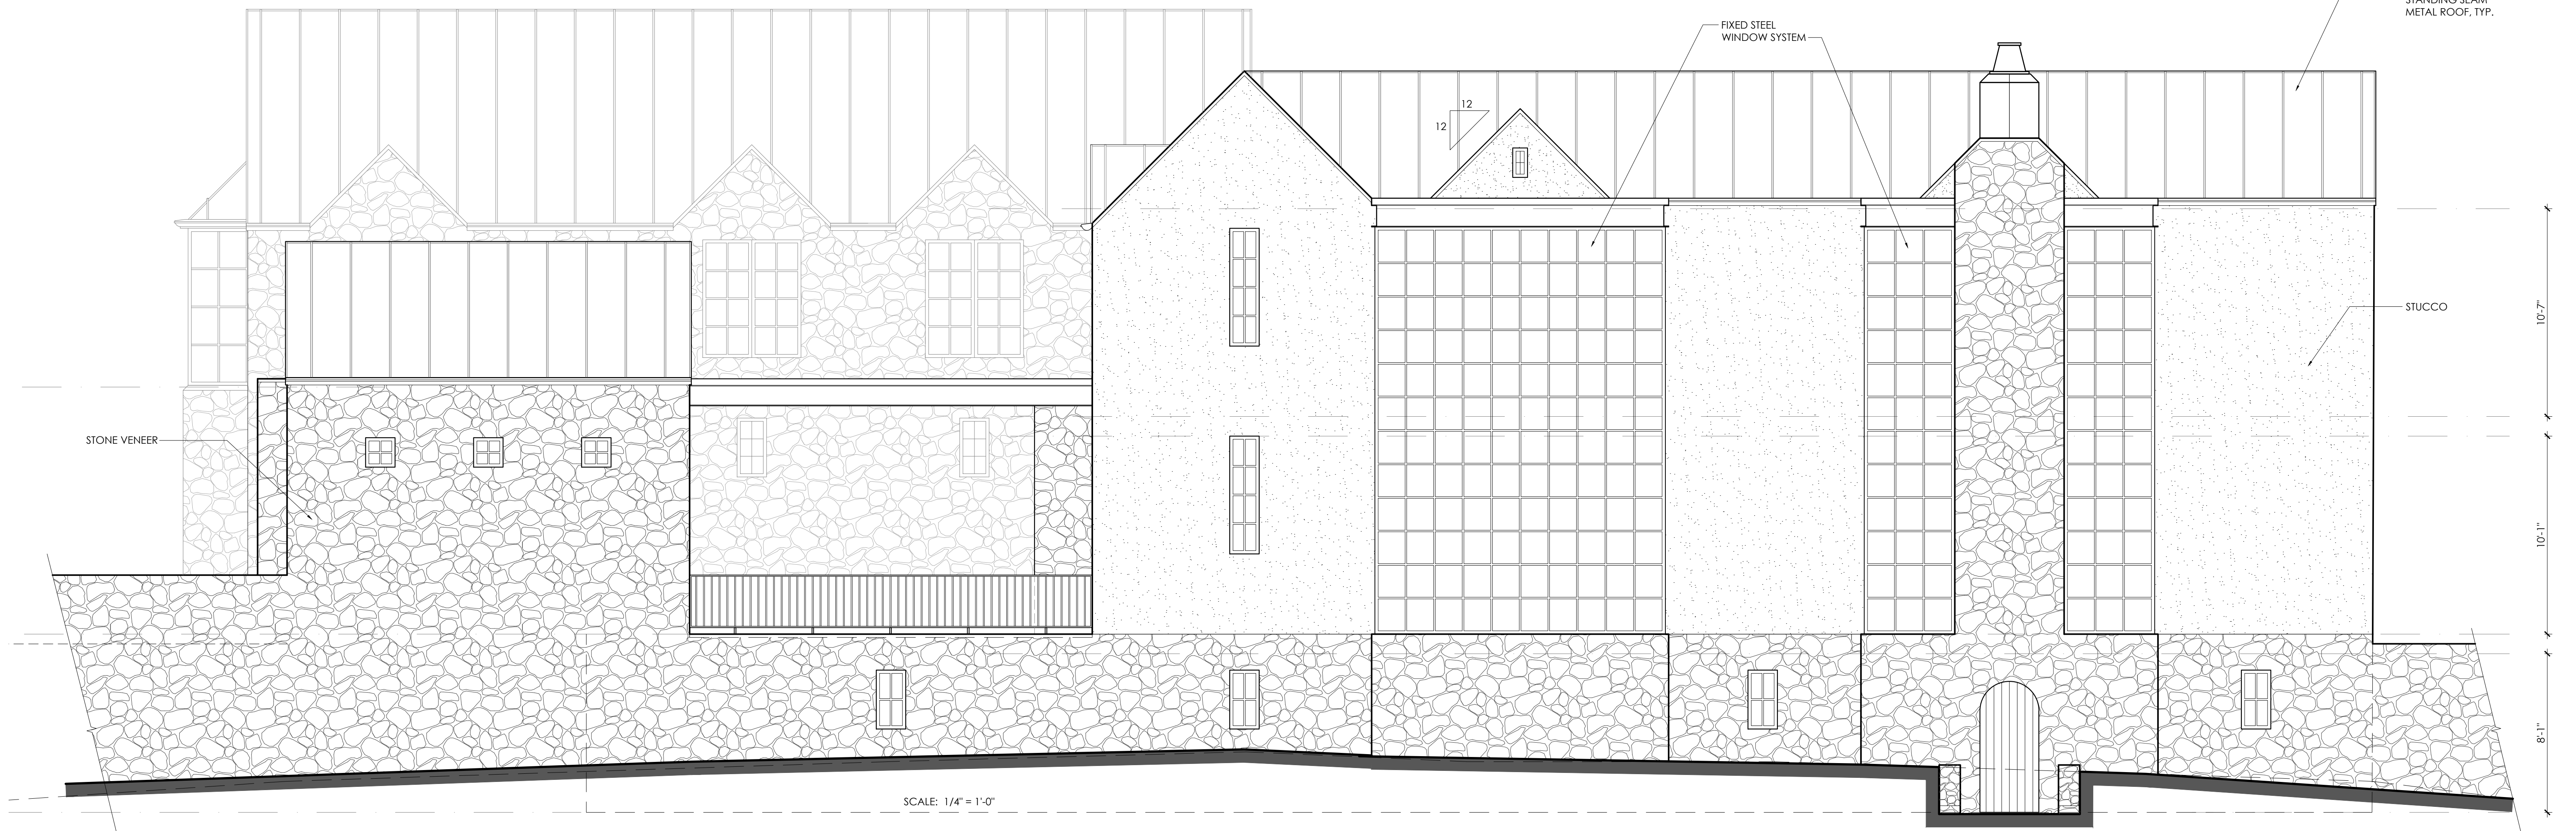 STANDING SEAM
METAL ROOF, TYP.
FIXED STEEL
WINDOW SYSTEM
12
12
10'-7"
STUCCO
STONE VENEER
10'-1"
8'-1"
SCALE: 1/4" = 1'-0"